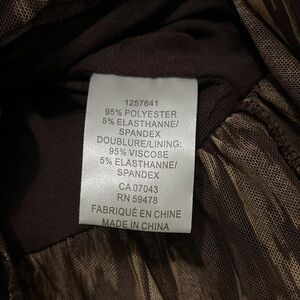 1257641
95% POLYESTER
5% ELASTHANNE/
SPANDEX
DOUBLURE/LINING:
95% VISCOSE
5% ELASTHANNE/
SPANDEX
CA 07043
RN 59478
FABRIQUÉ EN CHINE
MADE IN CHINA